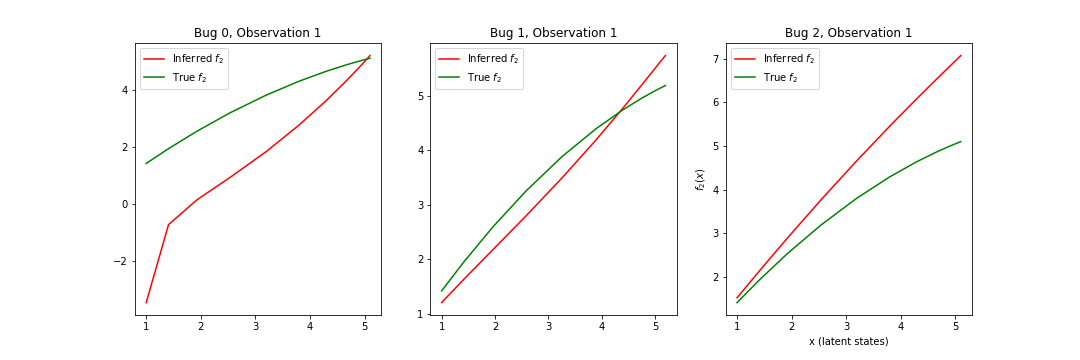 Bug 0, Observation 1
Inferred f₂
True f₂
4
2
0
−2
1
2
3
4
5
Bug 1, Observation 1
Inferred f₂
True f₂
5
4
3
2
1
1
2
3
4
5
Bug 2, Observation 1
Inferred f₂
True f₂
f₂(x)
7
6
5
4
3
2
1
2
3
4
5
x (latent states)